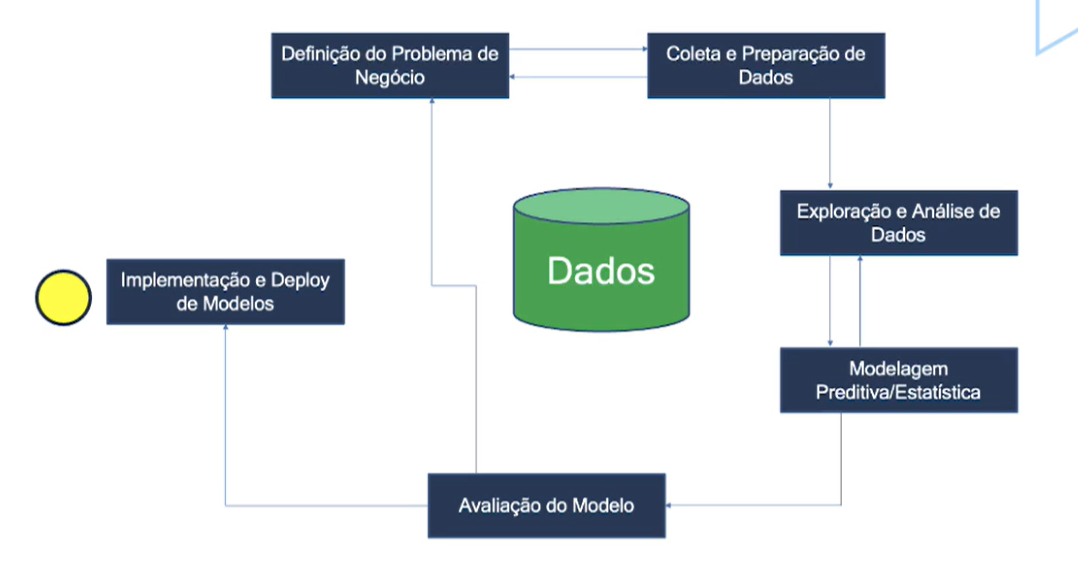 Definição do Problema de
Negócio
Coleta e Preparação de
Dados
Exploração e Análise de
Dados
Dados
Implementação e Deploy
de Modelos
Modelagem
Preditiva/Estatística
Avaliação do Modelo